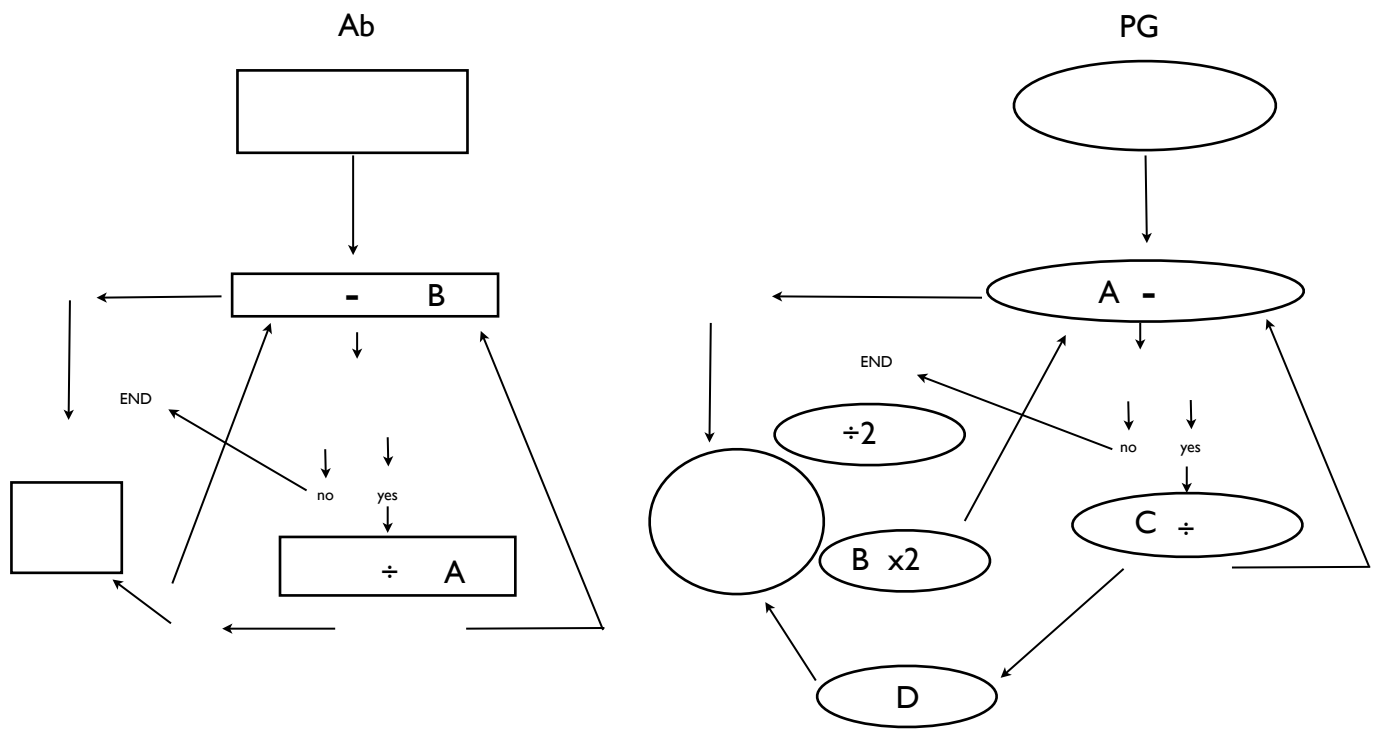 Ab
- B
END
no yes
÷ A
PG
A -
END
÷2
no yes
B x2
C ÷
D